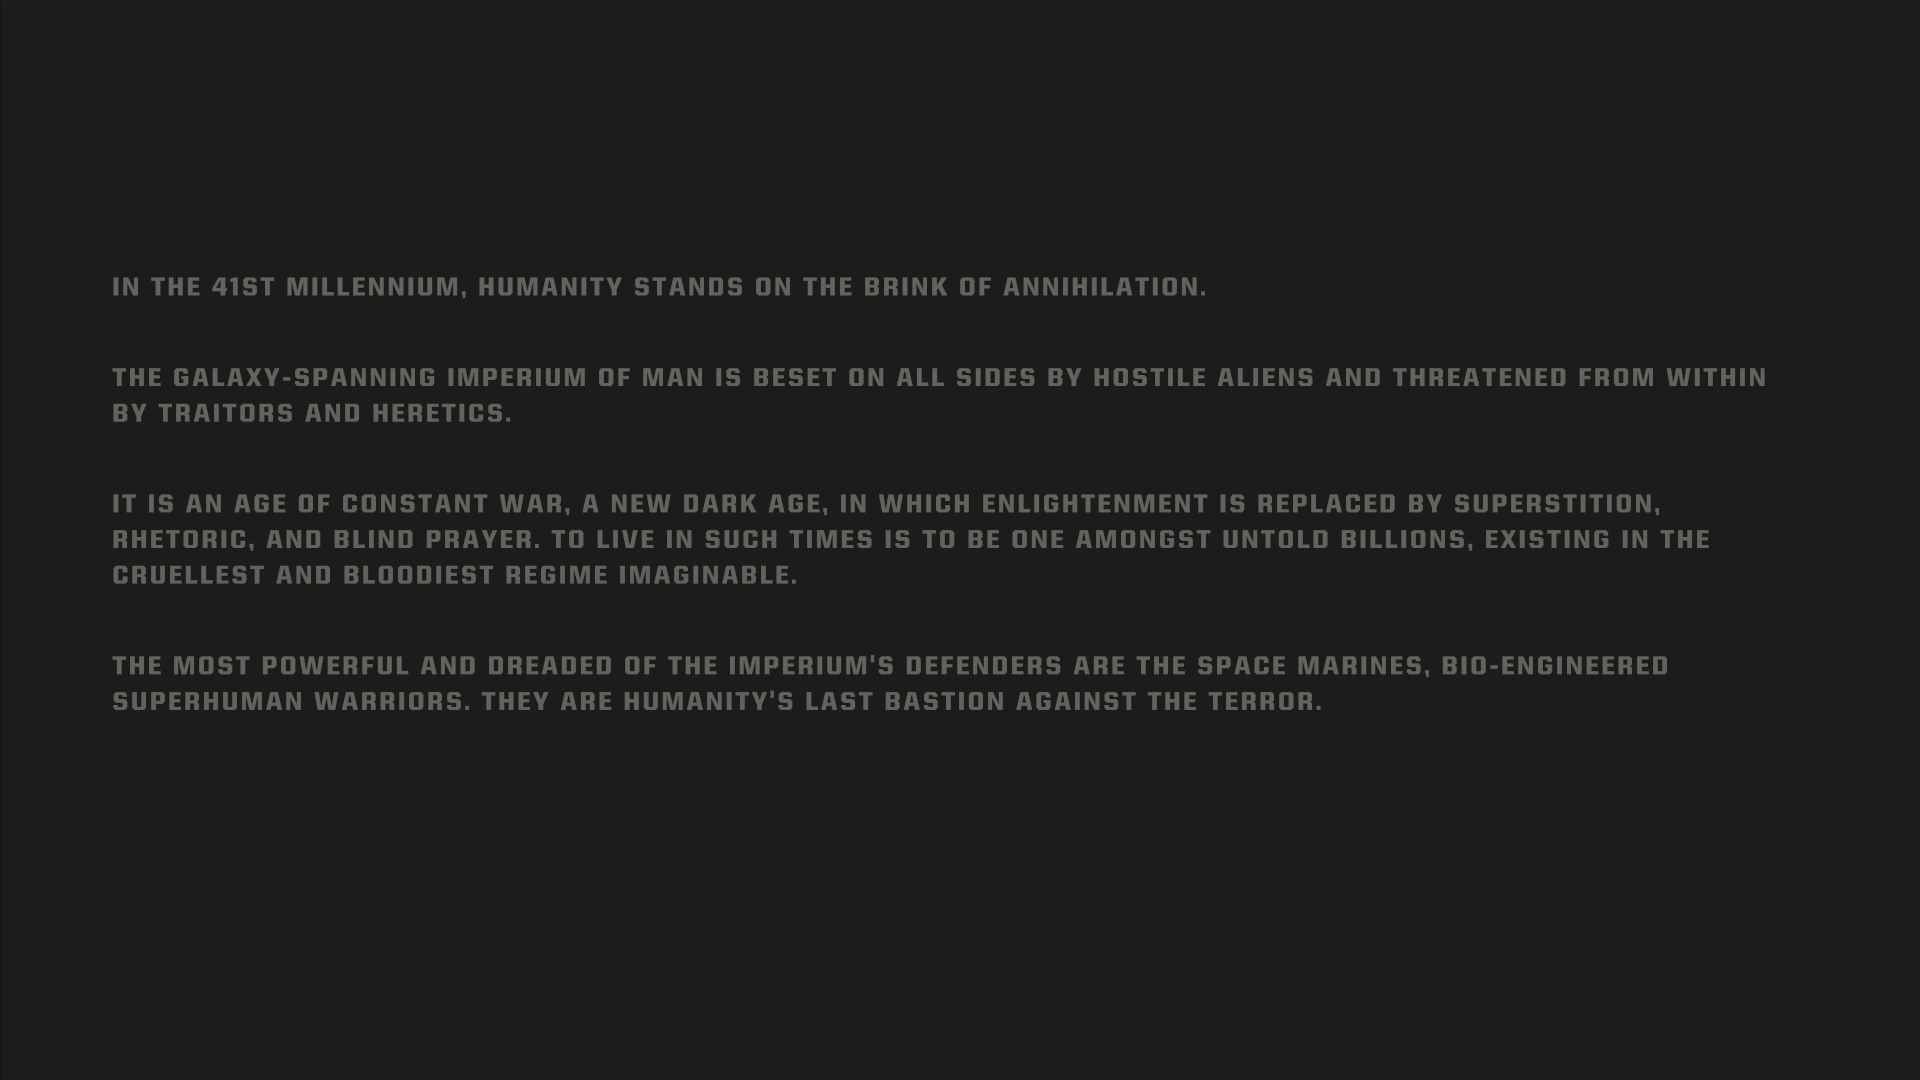 IN THE 41ST MILLENNIUM, HUMANITY STANDS ON THE BRINK OF ANNIHILATION.
THE GALAXY-SPANNING IMPERIUM OF MAN IS BESET ON ALL SIDES BY HOSTILE ALIENS AND THREATENED FROM WITHIN
BY TRAITORS AND HERETICS.
IT IS AN AGE OF CONSTANT WAR, A NEW DARK AGE, IN WHICH ENLIGHTENMENT IS REPLACED BY SUPERSTITION,
RHETORIC, AND BLIND PRAYER. TO LIVE IN SUCH TIMES IS TO BE ONE AMONGST UNTOLD BILLIONS, EXISTING IN THE
CRUELLEST AND BLOODIEST REGIME IMAGINABLE.
THE MOST POWERFUL AND DREADED OF THE IMPERIUM'S DEFENDERS ARE THE SPACE MARINES, BIO-ENGINEERED
SUPERHUMAN WARRIORS. THEY ARE HUMANITY'S LAST BASTION AGAINST THE TERROR.